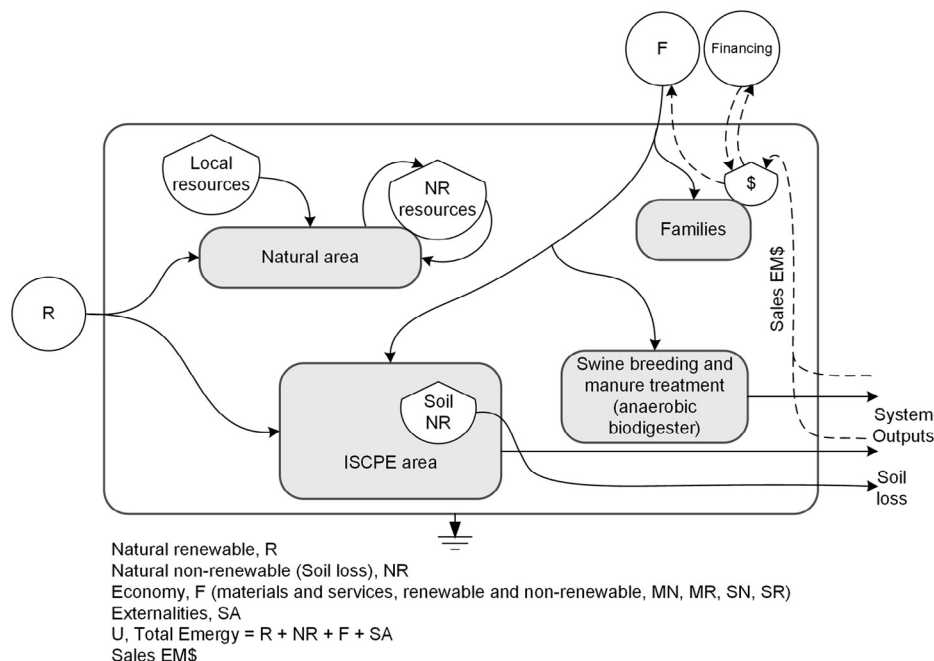 F
Financing
Local
resources
NR
resources
$
Families
Natural area
Sales EM$
R
Swine breeding and
manure treatment
(anaerobic
biodigester)
Soil
NR
ISCPE area
System
Outputs
Soil
loss
Natural renewable, R
Natural non-renewable (Soil loss), NR
Economy, F (materials and services, renewable and non-renewable, MN, MR, SN, SR)
Externalities, SA
U, Total Emergy = R + NR + F + SA
Sales EM$